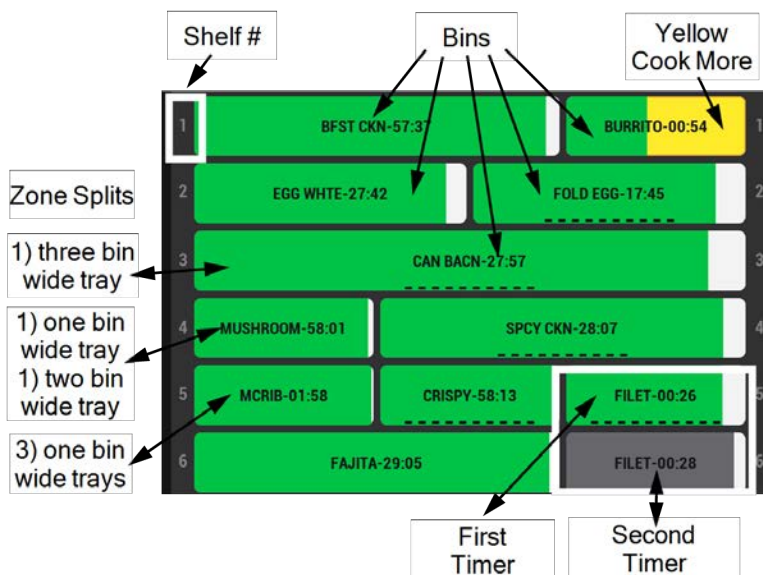 Shelf #
Bins
Yellow
Cook More
1 BFST CKN-57:37 BURRITO-00:54 1
Zone Splits
2 EGG WHTE-27:42 FOLD EGG-17:45 2
1) three bin
wide tray
3 CAN BACN-27:57 3
1) one bin
wide tray
1) two bin
wide tray
4 MUSHROOM-58:01 SPCY CKN-28:07 4
5 MCRIB-01:58 CRISPY-58:13 FILET-00:26 5
3) one bin
wide trays
6 FAJITA-29:05 FILET-00:28 6
First
Timer
Second
Timer